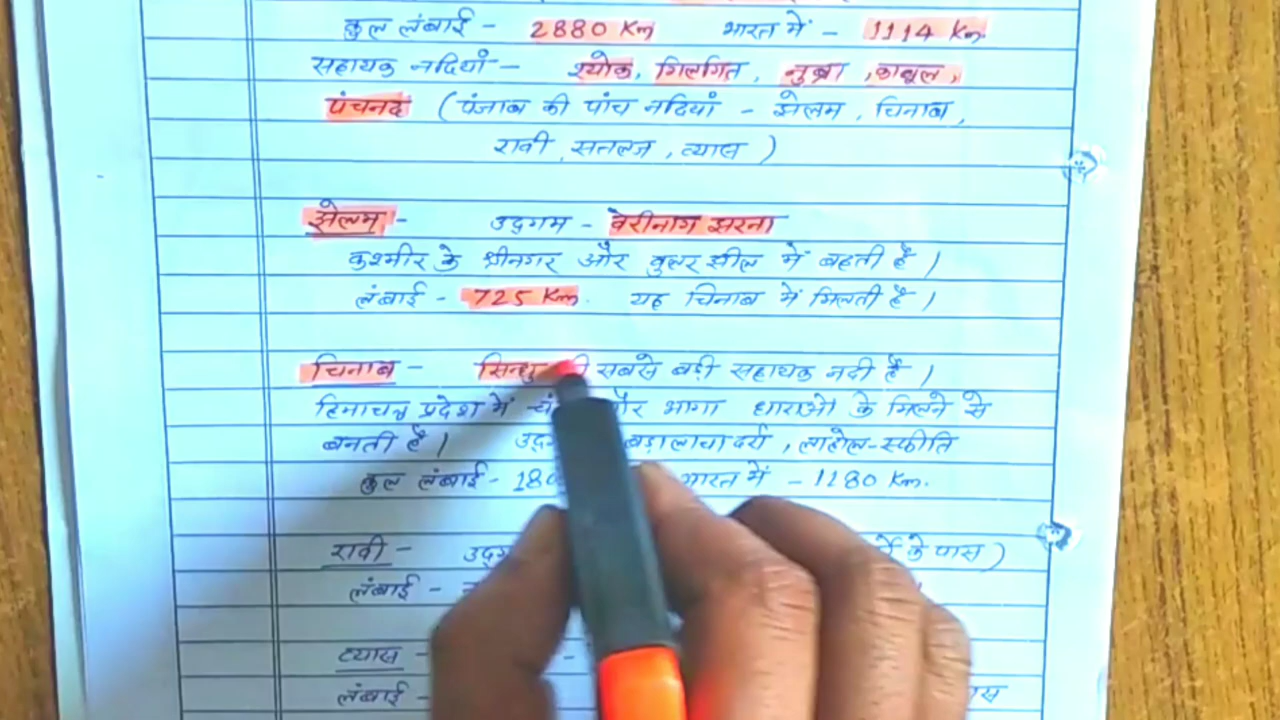 कुल लंबाई - 2880 Km भारत में - 1114 Km
सहायक नदियाँ - श्योक, गिलगित, नुब्रा, काबुल,
पंचनद (पंजाब की पांच नदियां - झेलम, चिनाब,
रावी, सतलज, व्यास)
झेलम - उद्गम - वेरीनाग झरना
कश्मीर के श्रीनगर और वुलर झील में बहती है।
लंबाई - 725 Km. यह चिनाब में मिलती है।
चिनाब - सिन्धु सबसे बड़ी सहायक नदी है।
हिमाचल प्रदेश में और भागा धाराओं के मिलने से
बनती है। बड़ालाचा दर्रा, लाहोल-स्फीति
कुल लंबाई - भारत में - 1180 Km.
रावी - के पास)
लंबाई -
व्यास -
लंबाई -